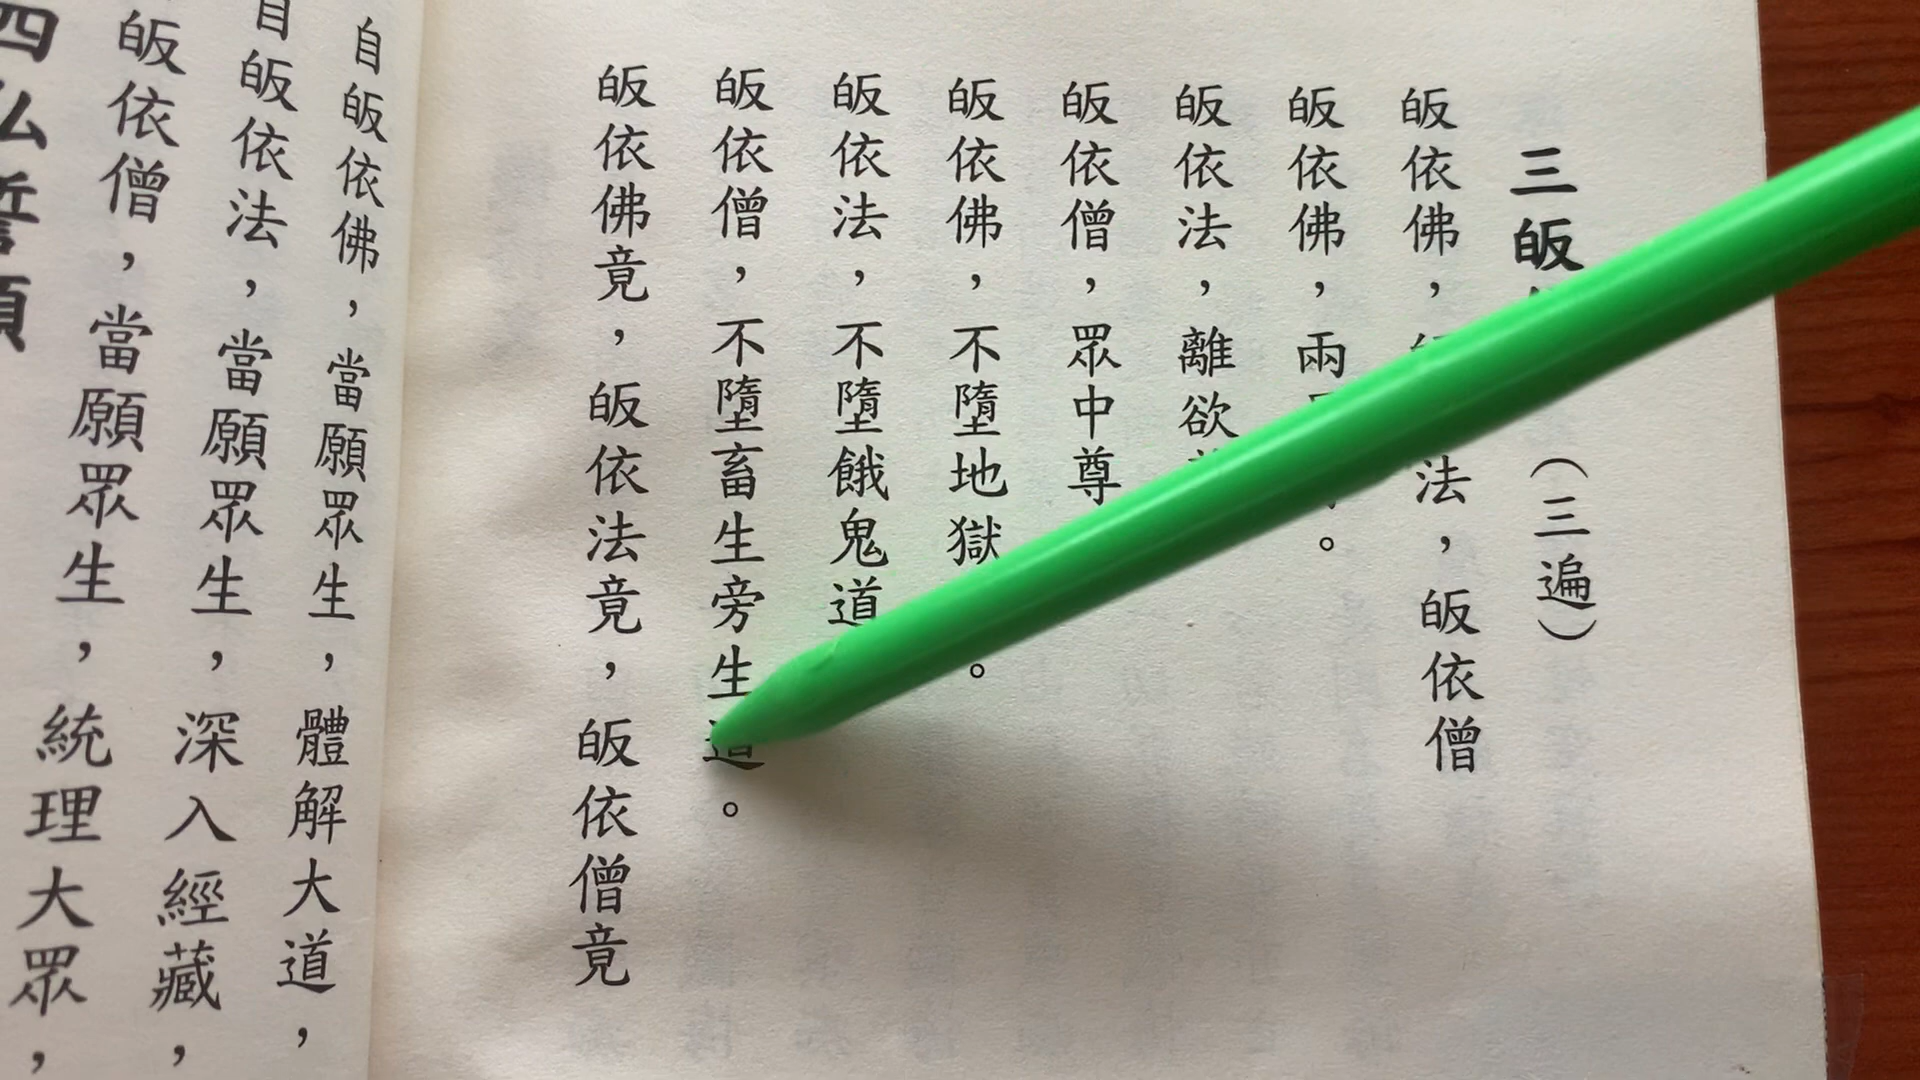 三皈（三遍）
皈依佛，法，皈依僧
皈依佛，兩。
皈依法，離欲
皈依僧，眾中尊
皈依佛，不墮地獄。
皈依法，不墮餓鬼道
皈依僧，不墮畜生旁生道。
皈依佛竟，皈依法竟，皈依僧竟
自皈依佛，當願眾生，體解大道，
自皈依法，當願眾生，深入經藏，
皈依僧，當願眾生，統理大眾，
四弘誓願